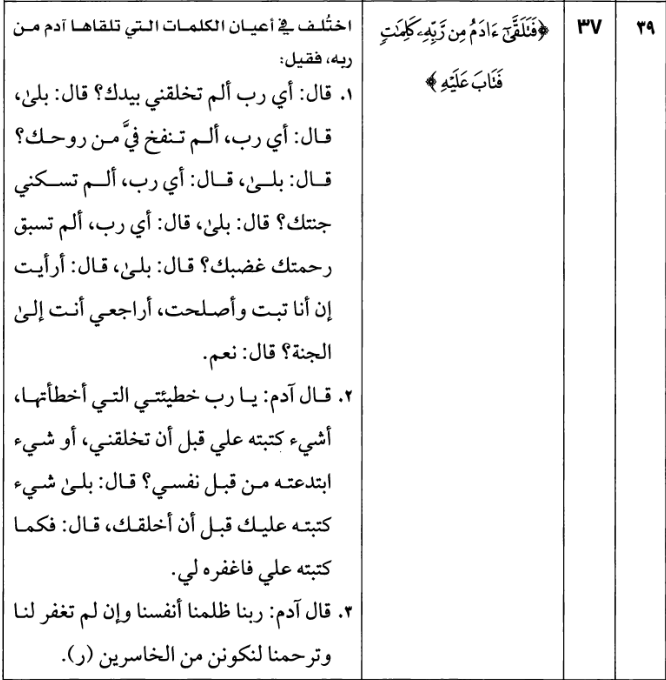 ٣٩
٣٧
﴿فَتَلَقَّىٰٓ ءَادَمُ مِن رَّبِّهِۦ كَلِمَٰتٖ
فَتَابَ عَلَيۡهِ﴾
اختُلف في أعيان الكلمات التي تلقاها آدم من
ربه، فقيل:
١. قال: أي رب ألم تخلقني بيدك؟ قال: بلىٰ،
قال: أي رب، ألم تنفخ فيَّ من روحك؟
قال: بلىٰ، قال: أي رب، ألم تسكني
جنتك؟ قال: بلىٰ، قال: أي رب، ألم تسبق
رحمتك غضبك؟ قال: بلىٰ، قال: أرأيت
إن أنا تبت وأصلحت، أراجعي أنت إلىٰ
الجنة؟ قال: نعم.
٢. قال آدم: يا رب خطيئتي التي أخطأتها،
أشيء كتبته علي قبل أن تخلقني، أو شيء
ابتدعته من قبل نفسي؟ قال: بلىٰ شيء
كتبته عليك قبل أن أخلقك، قال: فكما
كتبته علي فاغفره لي.
٣. قال آدم: ربنا ظلمنا أنفسنا وإن لم تغفر لنا
وترحمنا لنكونن من الخاسرين (ر).